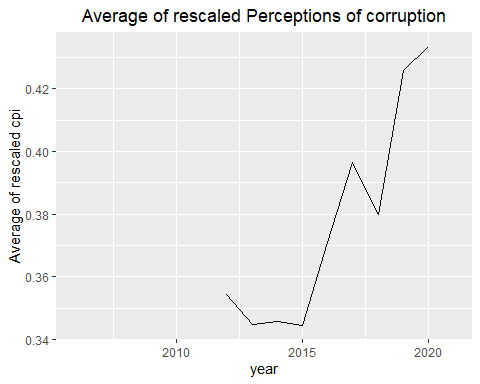 Average of rescaled Perceptions of corruption
Average of rescaled cpi
0.42
0.40
0.38
0.36
0.34
2010
2015
2020
year